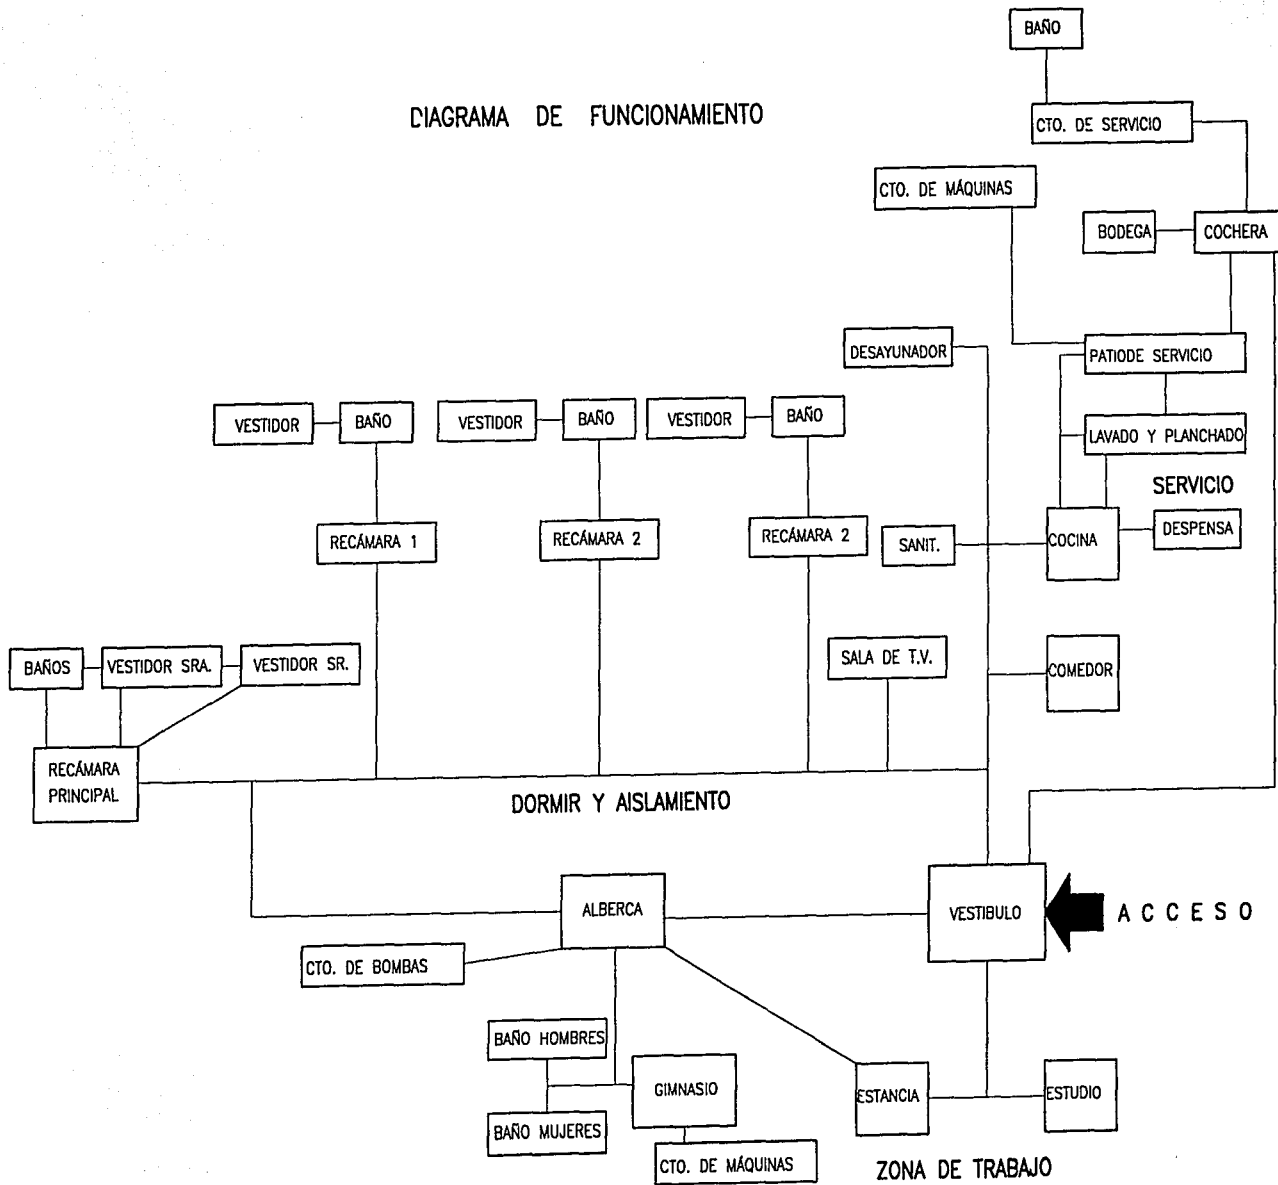 BAÑO
DIAGRAMA DE FUNCIONAMIENTO
CTO. DE SERVICIO
CTO. DE MÁQUINAS
BODEGA
COCHERA
DESAYUNADOR
PATIODE SERVICIO
VESTIDOR
BAÑO
VESTIDOR
BAÑO
VESTIDOR
BAÑO
LAVADO Y PLANCHADO
SERVICIO
RECÁMARA 1
RECÁMARA 2
RECÁMARA 2
SANIT.
COCINA
DESPENSA
BAÑOS
VESTIDOR SRA.
VESTIDOR SR.
SALA DE T.V.
COMEDOR
RECÁMARA
PRINCIPAL
DORMIR Y AISLAMIENTO
ALBERCA
VESTIBULO
ACCESO
CTO. DE BOMBAS
BAÑO HOMBRES
GIMNASIO
ESTANCIA
ESTUDIO
BAÑO MUJERES
CTO. DE MÁQUINAS
ZONA DE TRABAJO